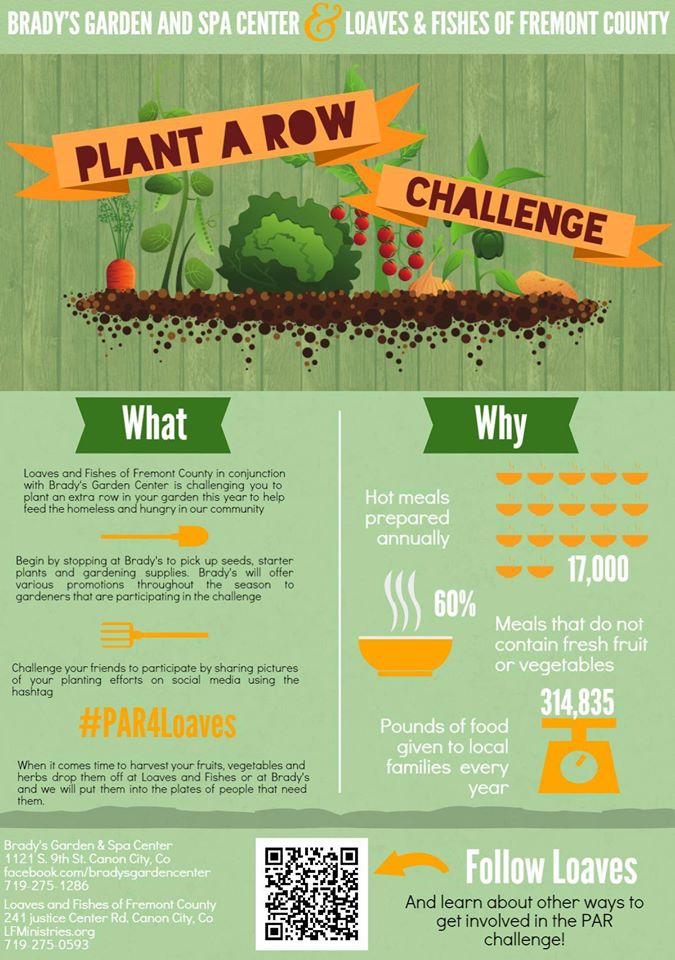 BRADY'S GARDEN AND SPA CENTER & LOAVES & FISHES OF FREMONT COUNTY
PLANT A ROW
CHALLENGE
What
Loaves and Fishes of Fremont County in conjunction
with Brady's Garden Center is challenging you to
plant an extra row in your garden this year to help
feed the homeless and hungry in our community
Begin by stopping at Brady's to pick up seeds, starter
plants and gardening supplies. Brady's will offer
various promotions throughout the season to
gardeners that are participating in the challenge
Challenge your friends to participate by sharing pictures
of your planting efforts on social media using the
hashtag
#PAR4Loaves
When it comes time to harvest your fruits, vegetables and
herbs drop them off at Loaves and Fishes or at Brady's
and we will put them into the plates of people that need
them.
Why
Hot meals
prepared
annually
17,000
60%
Meals that do not
contain fresh fruit
or vegetables
314,835
Pounds of food
given to local
families every
year
Brady's Garden & Spa Center
1121 S. 9th St. Canon City, Co
facebook.com/bradysgardencenter
719-275-1286
Loaves and Fishes of Fremont County
241 justice Center Rd. Canon City, Co
LFMinistries.org
719-275-0593
Follow Loaves
And learn about other ways to
get involved in the PAR
challenge!